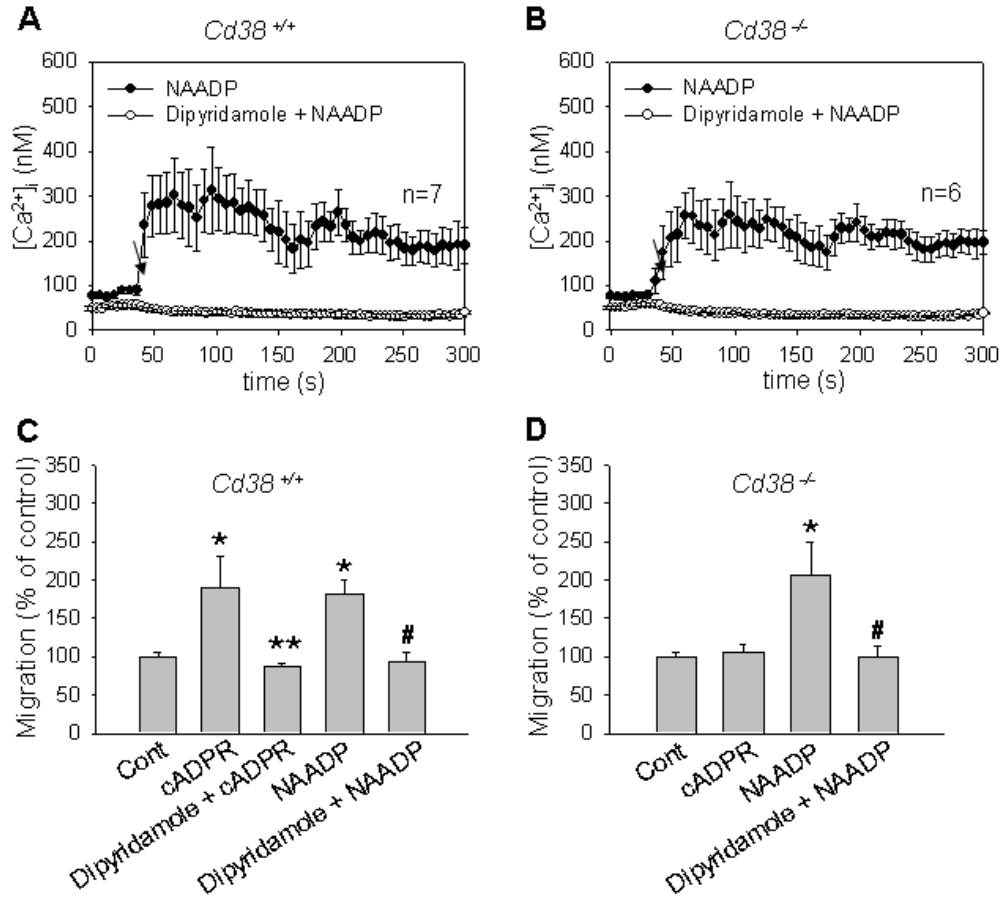 A
Cd38 +/+
600
500
400
300
200
100
0
[Ca²⁺]i (nM)
NAADP
Dipyridamole + NAADP
n=7
0 50 100 150 200 250 300
time (s)
B
Cd38 -/-
600
500
400
300
200
100
0
[Ca²⁺]i (nM)
NAADP
Dipyridamole + NAADP
n=6
0 50 100 150 200 250 300
time (s)
C
Cd38 +/+
350
300
250
200
150
100
50
0
Migration (% of control)
*
**
*
#
Cont
cADPR
Dipyridamole + cADPR
NAADP
Dipyridamole + NAADP
D
Cd38 -/-
350
300
250
200
150
100
50
0
Migration (% of control)
*
#
Cont
cADPR
NAADP
Dipyridamole + NAADP